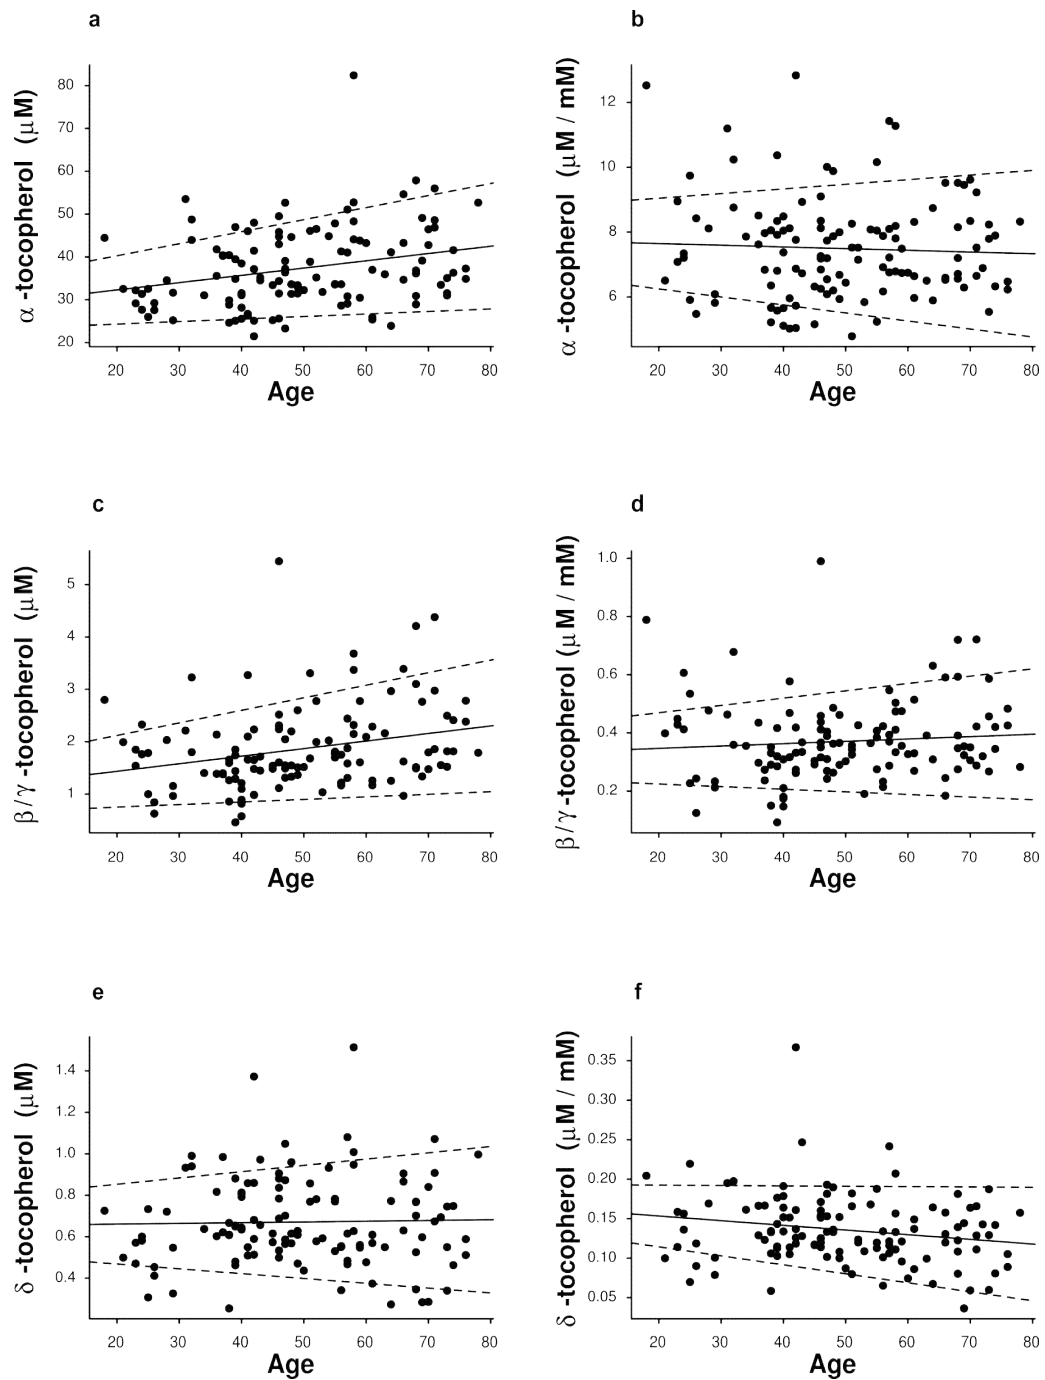 a
α -tocopherol (μM)
80
70
60
50
40
30
20
20 30 40 50 60 70 80
Age
b
α -tocopherol (μM / mM)
12
10
8
6
20 30 40 50 60 70 80
Age
c
β/γ -tocopherol (μM)
5
4
3
2
1
20 30 40 50 60 70 80
Age
d
β/γ -tocopherol (μM / mM)
1.0
0.8
0.6
0.4
0.2
20 30 40 50 60 70 80
Age
e
δ -tocopherol (μM)
1.4
1.2
1.0
0.8
0.6
0.4
20 30 40 50 60 70 80
Age
f
δ -tocopherol (μM / mM)
0.35
0.30
0.25
0.20
0.15
0.10
0.05
20 30 40 50 60 70 80
Age